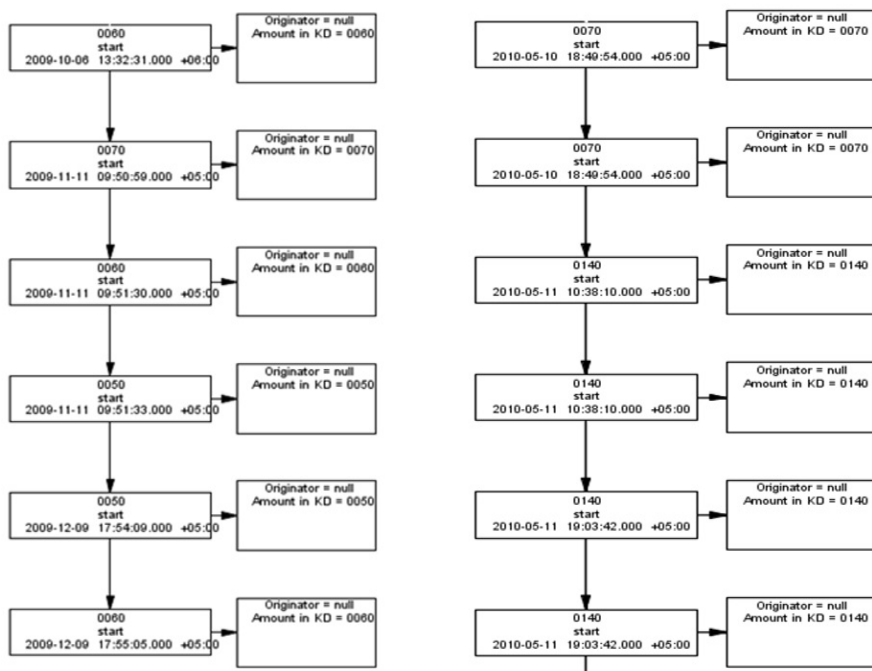 0060
start
2009-10-06 13:32:31.000 +06:00
Originator = null
Amount in KD = 0060
0070
start
2009-11-11 09:50:59.000 +05:00
Originator = null
Amount in KD = 0070
0060
start
2009-11-11 09:51:30.000 +05:00
Originator = null
Amount in KD = 0060
0050
start
2009-11-11 09:51:33.000 +05:00
Originator = null
Amount in KD = 0050
0050
start
2009-12-09 17:54:09.000 +05:00
Originator = null
Amount in KD = 0050
0060
start
2009-12-09 17:55:05.000 +05:00
Originator = null
Amount in KD = 0060
0070
start
2010-05-10 18:49:54.000 +05:00
Originator = null
Amount in KD = 0070
0070
start
2010-05-10 18:49:54.000 +05:00
Originator = null
Amount in KD = 0070
0140
start
2010-05-11 10:38:10.000 +05:00
Originator = null
Amount in KD = 0140
0140
start
2010-05-11 10:38:10.000 +05:00
Originator = null
Amount in KD = 0140
0140
start
2010-05-11 19:03:42.000 +05:00
Originator = null
Amount in KD = 0140
0140
start
2010-05-11 19:03:42.000 +05:00
Originator = null
Amount in KD = 0140